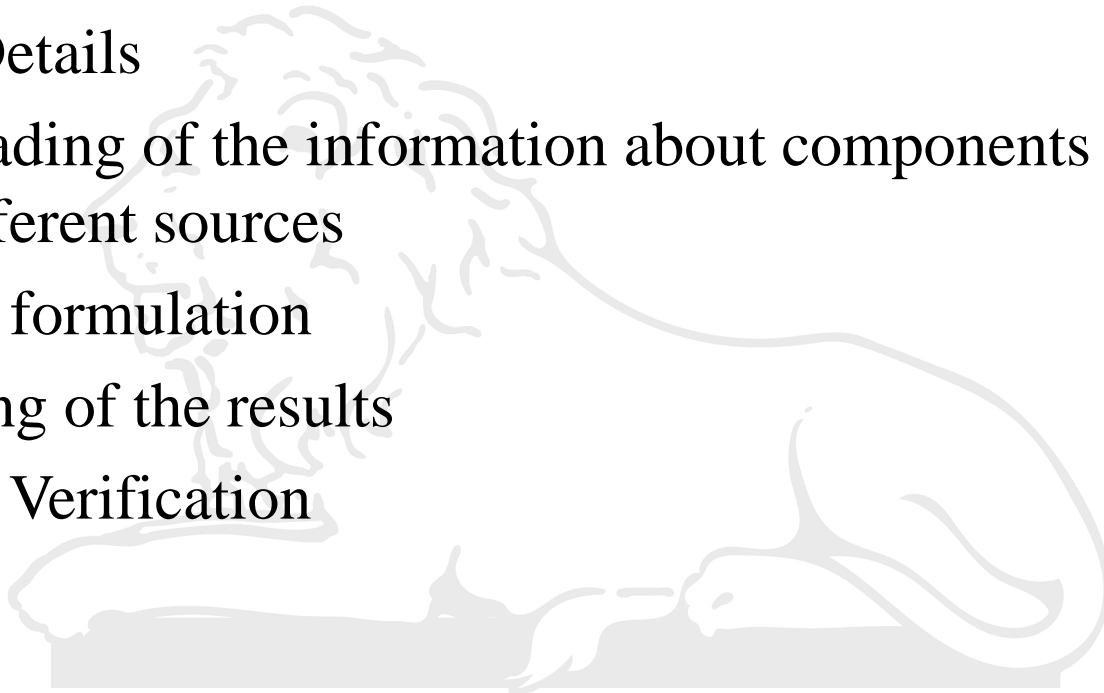 Details
ading of the information about components
ferent sources
formulation
ng of the results
Verification